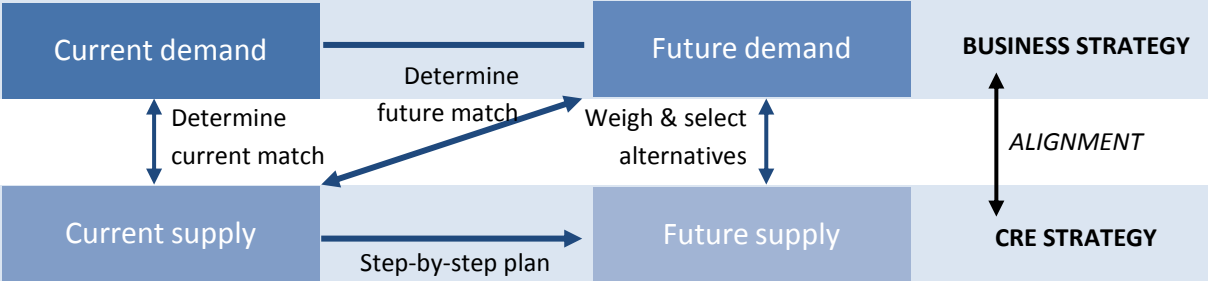 Current demand
Future demand
BUSINESS STRATEGY
Determine
future match
Determine
current match
Weigh & select
alternatives
ALIGNMENT
Current supply
Future supply
CRE STRATEGY
Step-by-step plan